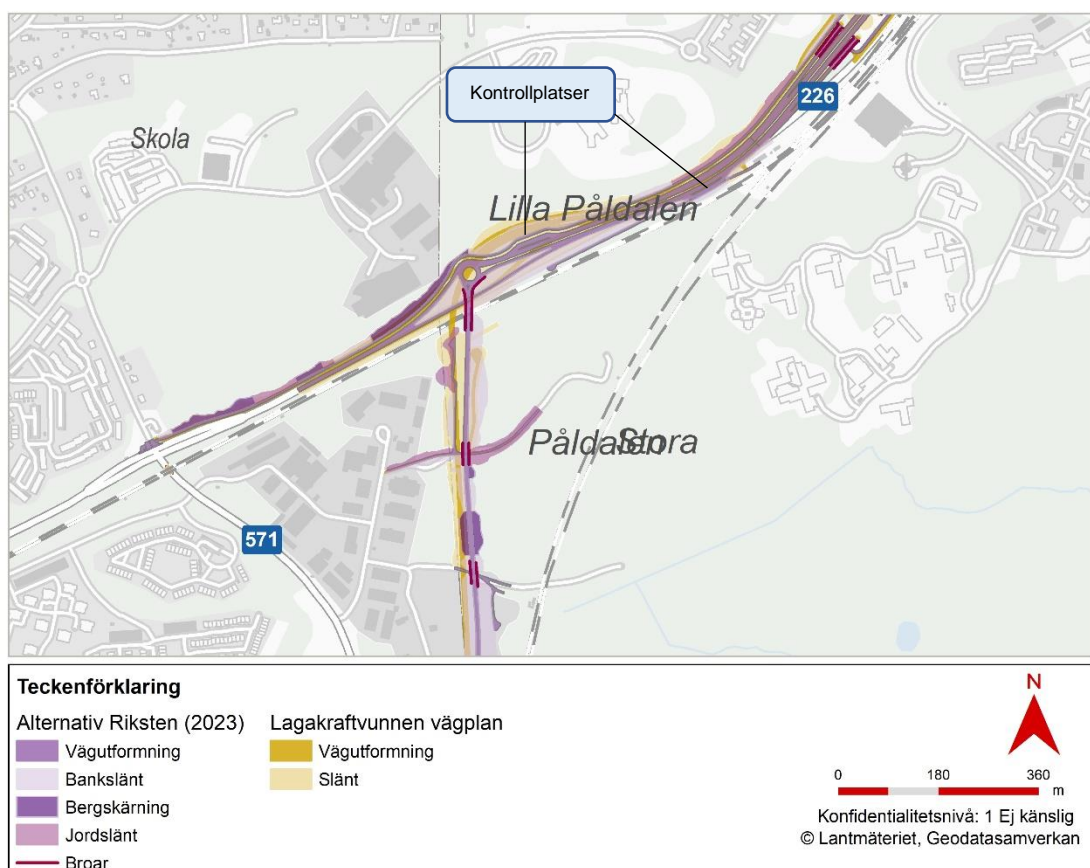 Kontrollplatser
226
Skola
Lilla Påldalen
Påldalen
Stora
571
Teckenförklaring
Alternativ Riksten (2023)
Vägutformning
Bankslänt
Bergskärning
Jordslänt
Broar
Lagakraftvunnen vägplan
Vägutformning
Slänt
N
0 180 360
m
Konfidentialitetsnivå: 1 Ej känslig
© Lantmäteriet, Geodatasamverkan